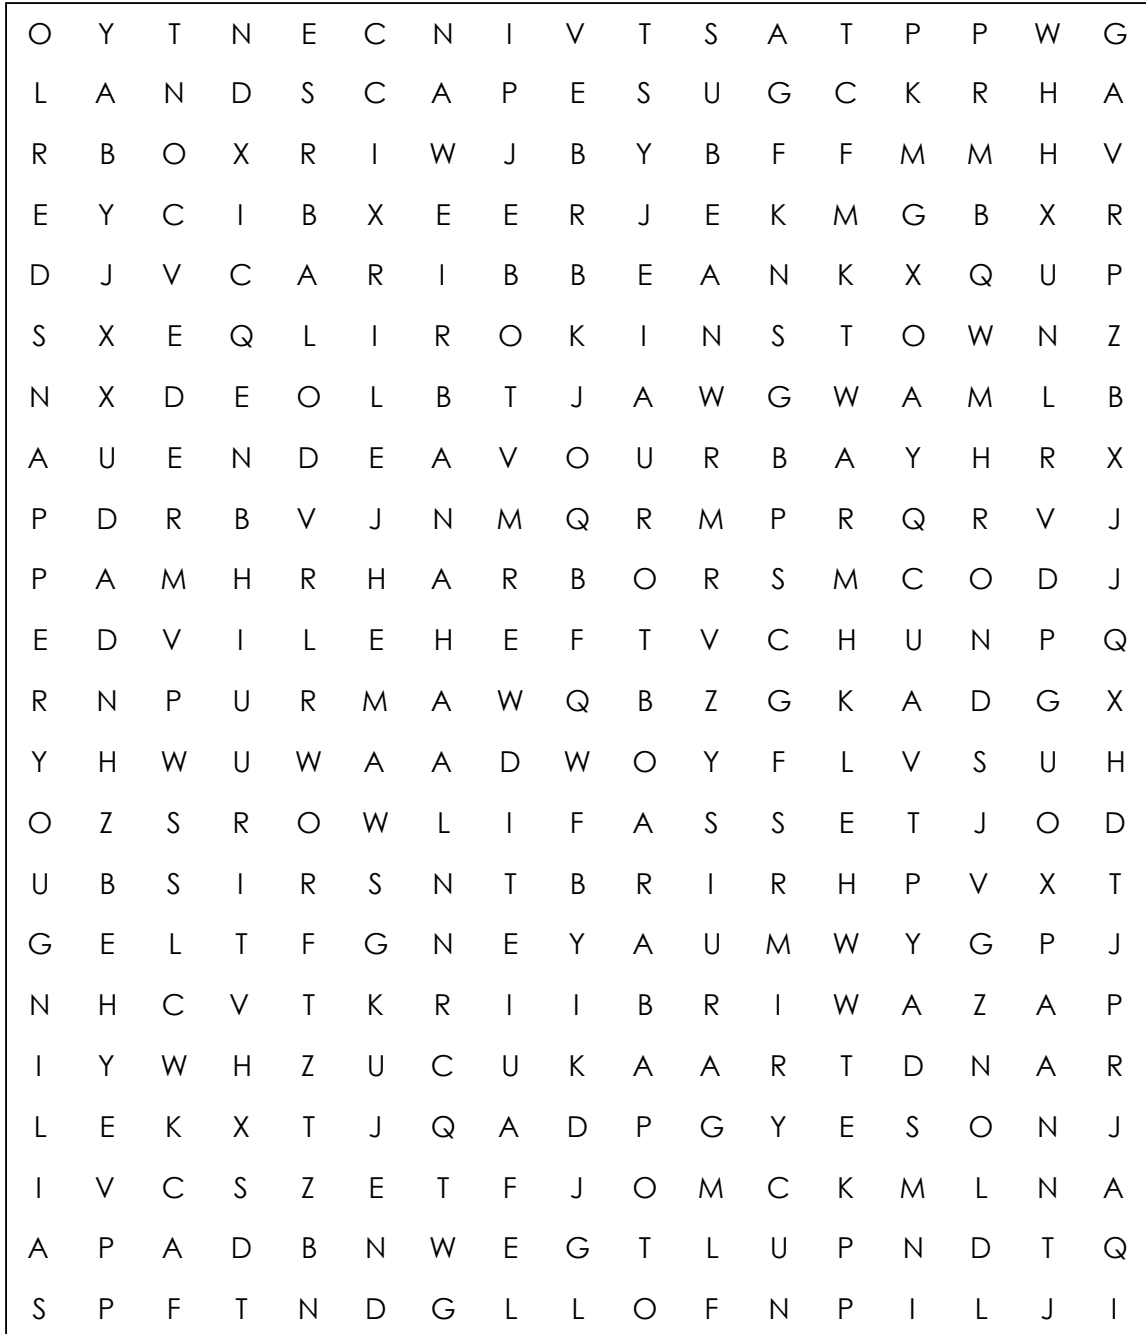 O Y T N E C N I V T S A T P P W G
L A N D S C A P E S U G C K R H A
R B O X R I W J B Y B F F M M H V
E Y C I B X E E R J E K M G B X R
D J V C A R I B B E A N K X Q U P
S X E Q L I R O K I N S T O W N Z
N X D E O L B T J A W G W A M L B
A U E N D E A V O U R B A Y H R X
P D R B V J N M Q R M P R Q R V J
P A M H R H A R B O R S M C O D J
E D V I L E H E F T V C H U N P Q
R N P U R M A W Q B Z G K A D G X
Y H W U W A A D W O Y F L V S U H
O Z S R O W L I F A S S E T J O D
U B S I R S N T B R I R H P V X T
G E L T F G N E Y A U M W Y G P J
N H C V T K R I I B R I W A Z A P
I Y W H Z U C U K A A R T D N A R
L E K X T J Q A D P G Y E S O N J
I V C S Z E T F J O M C K M L N A
A P A D B N W E G T L U P N D T Q
S P F T N D G L L O F N P I L J I